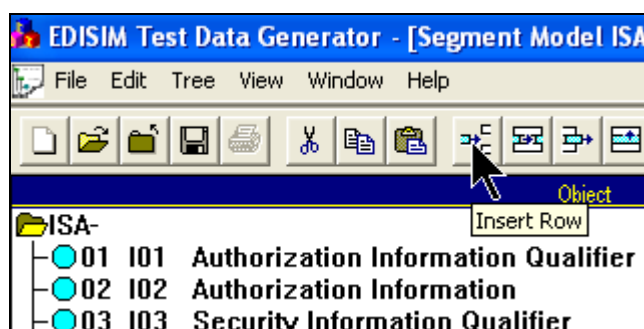 EDISIM Test Data Generator - [Segment Model ISA
File Edit Tree View Window Help
Object
Insert Row
ISA-
01 I01 Authorization Information Qualifier
02 I02 Authorization Information
03 I03 Security Information Qualifier